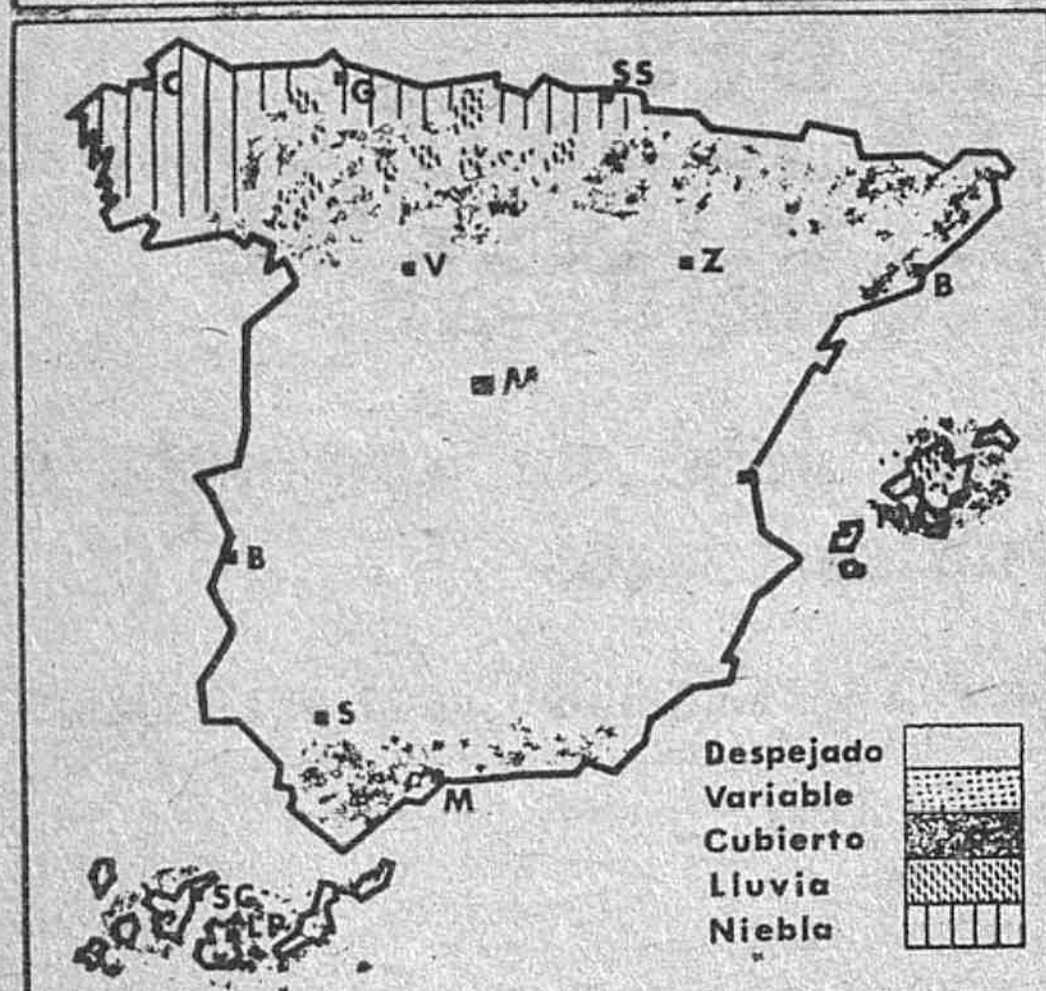 C
G
SS
V
Z
B
M
B
S
M
SC
LP
Despejado
Variable
Cubierto
Lluvia
Niebla